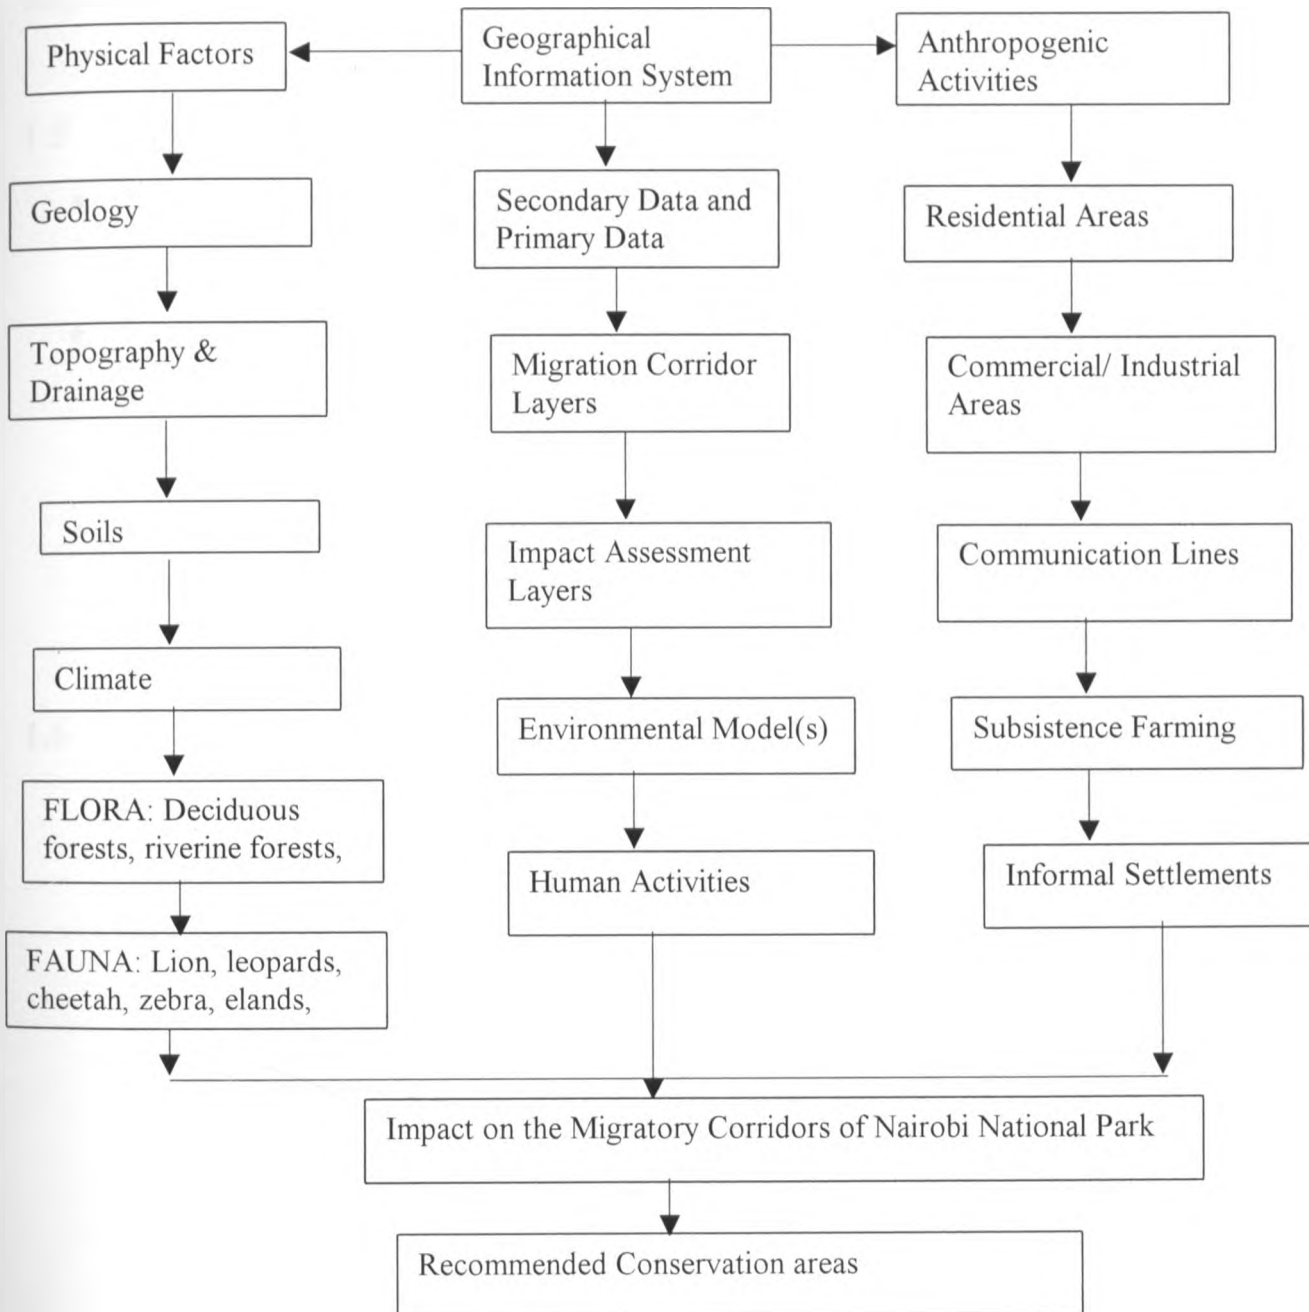 Physical Factors
Geographical
Information System
Anthropogenic
Activities
Geology
Secondary Data and
Primary Data
Residential Areas
Topography &
Drainage
Migration Corridor
Layers
Commercial/ Industrial
Areas
Soils
Impact Assessment
Layers
Communication Lines
Climate
Environmental Model(s)
Subsistence Farming
FLORA: Deciduous
forests, riverine forests,
Human Activities
Informal Settlements
FAUNA: Lion, leopards,
cheetah, zebra, elands,
Impact on the Migratory Corridors of Nairobi National Park
Recommended Conservation areas